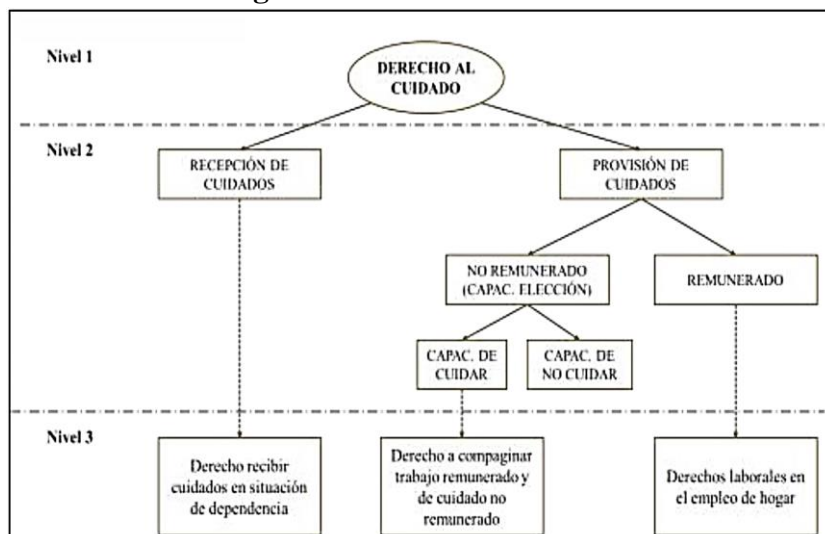 Nivel 1
DERECHO AL
CUIDADO
Nivel 2
RECEPCIÓN DE
CUIDADOS
PROVISIÓN DE
CUIDADOS
NO REMUNERADO
(CAPAC. ELECCIÓN)
REMUNERADO
CAPAC. DE
CUIDAR
CAPAC. DE
NO CUIDAR
Nivel 3
Derecho recibir
cuidados en situación
de dependencia
Derecho a compaginar
trabajo remunerado y
de cuidado no
remunerado
Derechos laborales en
el empleo de hogar